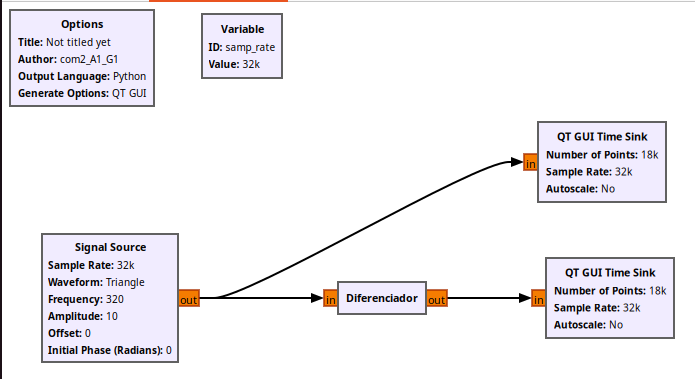 Options
Title: Not titled yet
Author: com2_A1_G1
Output Language: Python
Generate Options: QT GUI
Variable
ID: samp_rate
Value: 32k
QT GUI Time Sink
Number of Points: 18k
Sample Rate: 32k
Autoscale: No
in
Signal Source
Sample Rate: 32k
Waveform: Triangle
Frequency: 320
Amplitude: 10
Offset: 0
Initial Phase (Radians): 0
out
in
Diferenciador
out
in
QT GUI Time Sink
Number of Points: 18k
Sample Rate: 32k
Autoscale: No